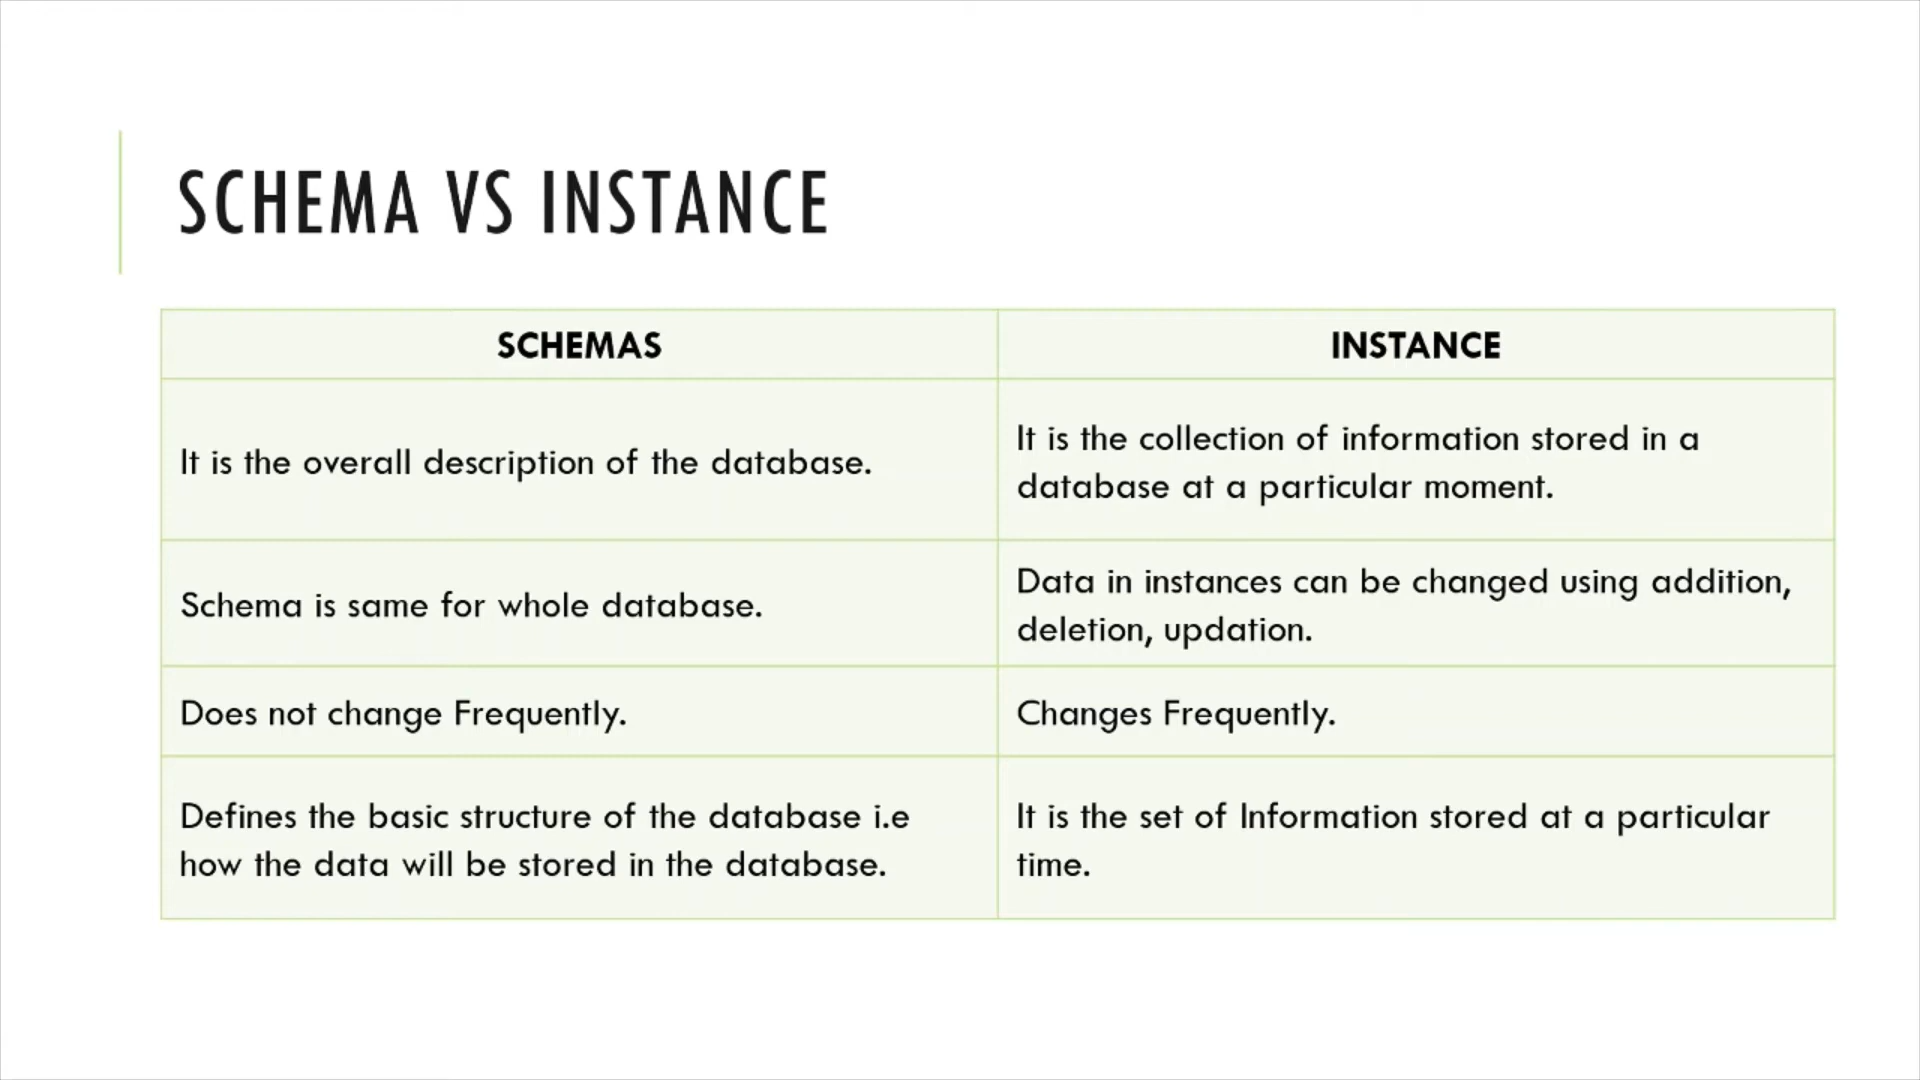 SCHEMA VS INSTANCE
SCHEMAS
INSTANCE
It is the overall description of the database.
It is the collection of information stored in a
database at a particular moment.
Schema is same for whole database.
Data in instances can be changed using addition,
deletion, updation.
Does not change Frequently.
Changes Frequently.
Defines the basic structure of the database i.e
how the data will be stored in the database.
It is the set of Information stored at a particular
time.